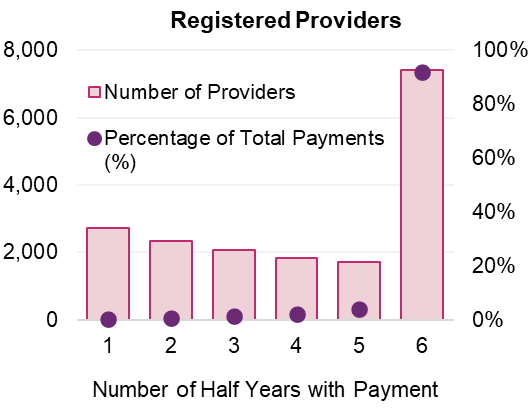 Registered Providers
8,000
6,000
4,000
2,000
0
100%
80%
60%
40%
20%
0%
Number of Providers
Percentage of Total Payments
(%)
1 2 3 4 5 6
Number of Half Years with Payment